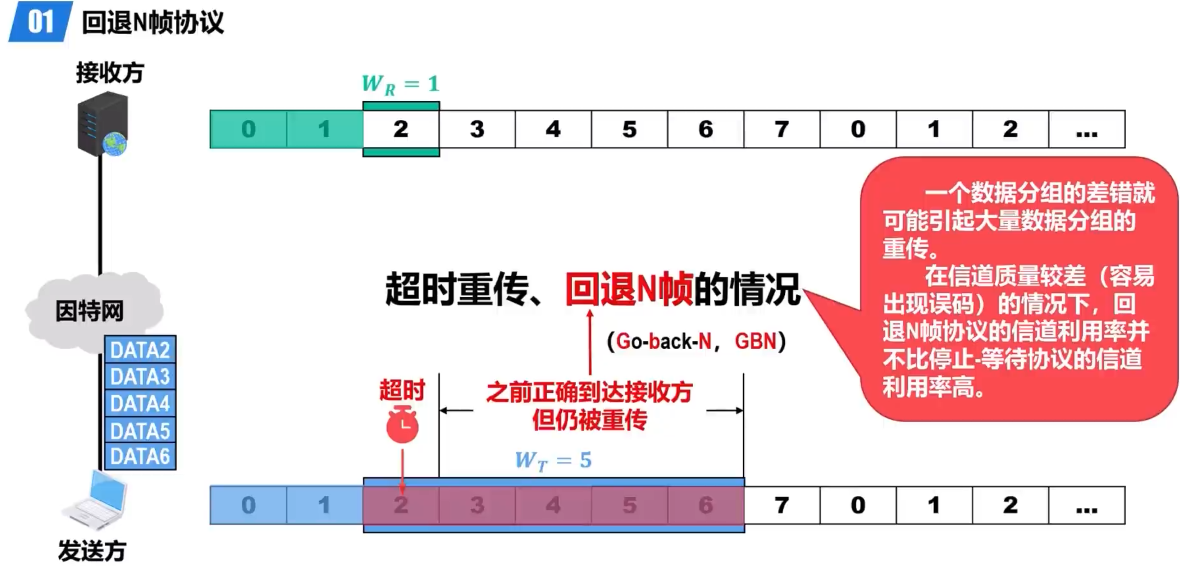 01 回退N帧协议
接收方
W_R = 1
0 1 2 3 4 5 6 7 0 1 2 ...
一个数据分组的差错就
可能引起大量数据分组的
重传。
在信道质量较差（容易
出现误码）的情况下，回
退N帧协议的信道利用率并
不比停止-等待协议的信道
利用率高。
超时重传、回退N帧的情况
（Go-back-N，GBN）
因特网
DATA2
DATA3
DATA4
DATA5
DATA6
超时
之前正确到达接收方
但仍被重传
W_T = 5
0 1 2 3 4 5 6 7 0 1 2 ...
发送方